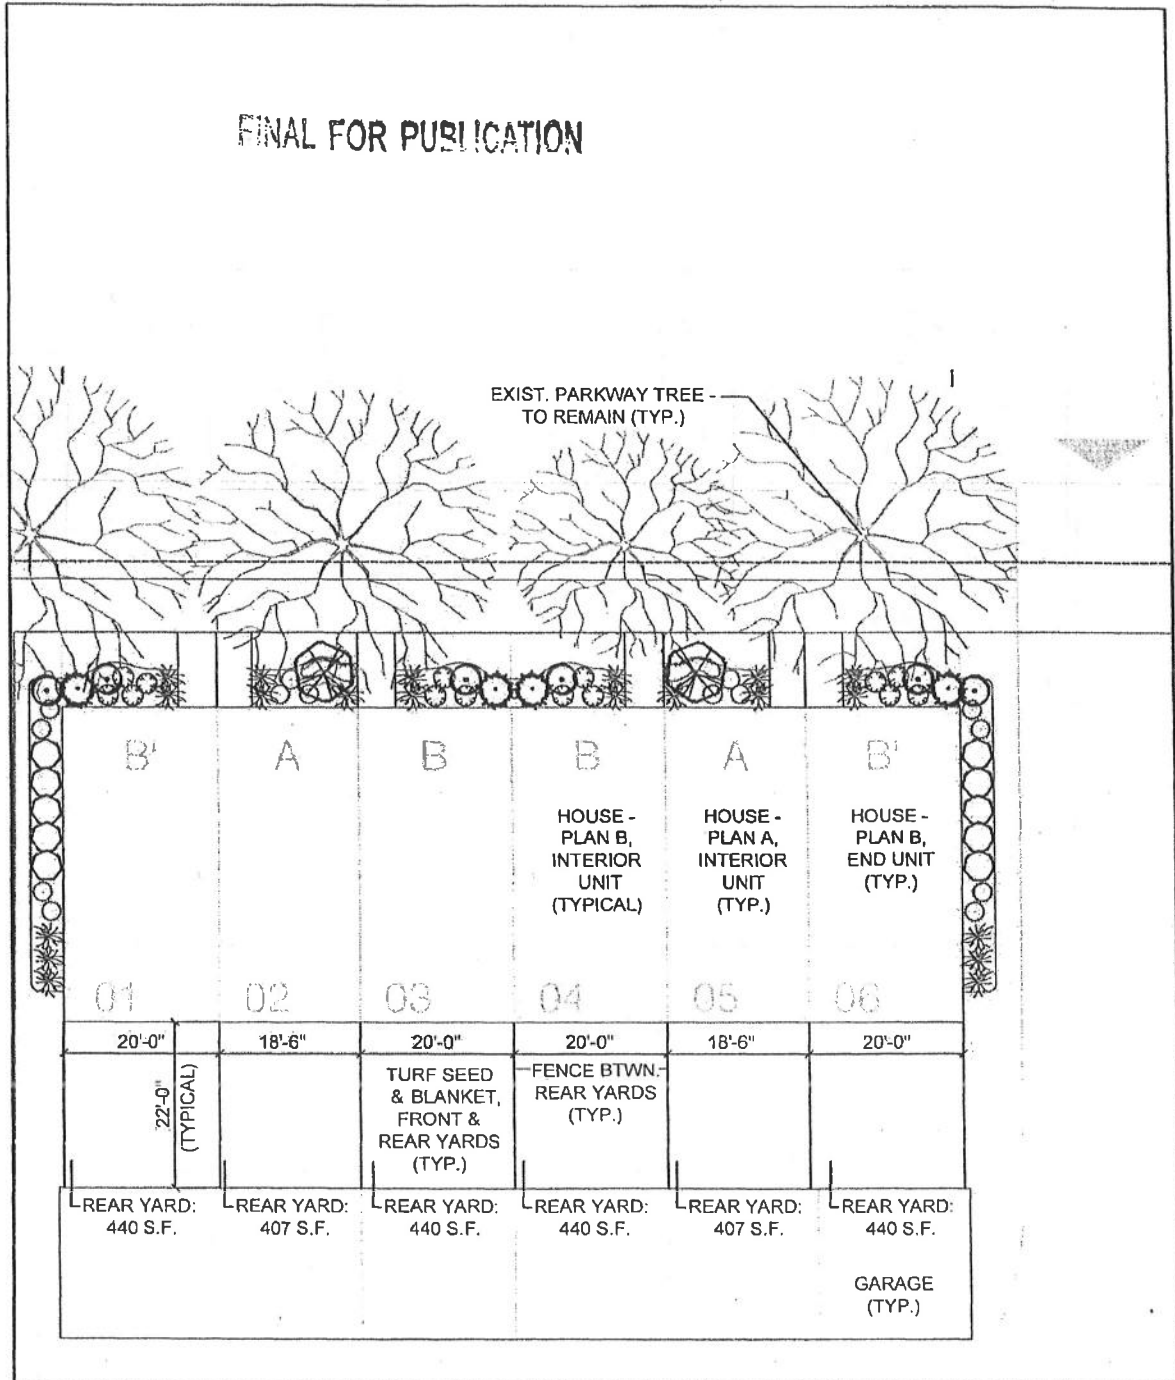 FINAL FOR PUBLICATION
EXIST. PARKWAY TREE -
TO REMAIN (TYP.)
B' A B B A B'
HOUSE -
PLAN B,
INTERIOR
UNIT
(TYPICAL)
HOUSE -
PLAN A,
INTERIOR
UNIT
(TYP.)
HOUSE -
PLAN B,
END UNIT
(TYP.)
01 02 03 04 05 06
20'-0" 18'-6" 20'-0" 20'-0" 18'-6" 20'-0"
22'-0"
(TYPICAL)
TURF SEED
& BLANKET,
FRONT &
REAR YARDS
(TYP.)
FENCE BTWN.
REAR YARDS
(TYP.)
REAR YARD:
440 S.F.
REAR YARD:
407 S.F.
REAR YARD:
440 S.F.
REAR YARD:
440 S.F.
REAR YARD:
407 S.F.
REAR YARD:
440 S.F.
GARAGE
(TYP.)